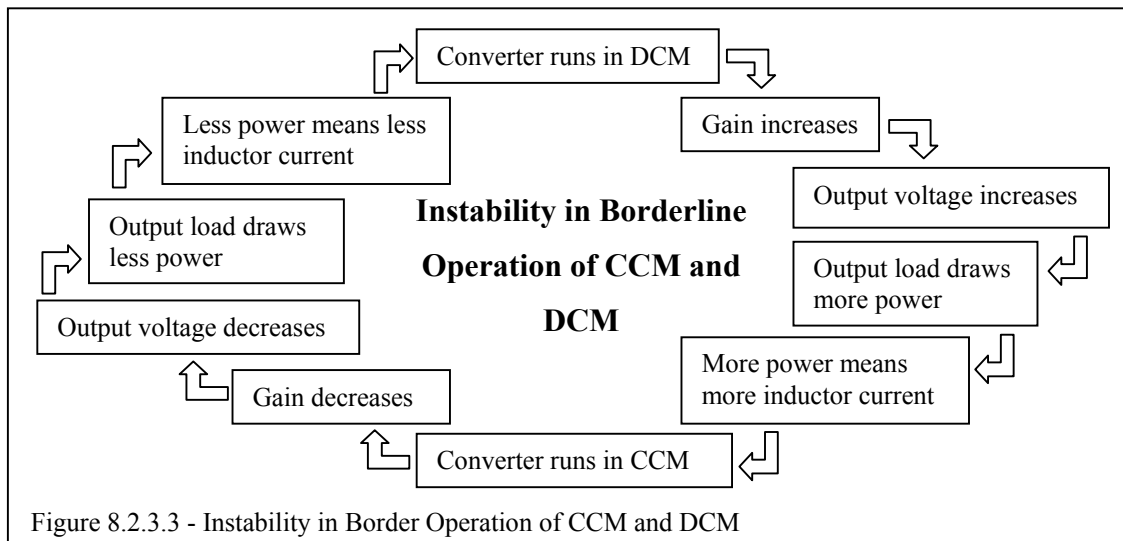 Converter runs in DCM
Gain increases
Output voltage increases
Output load draws
more power
More power means
more inductor current
Converter runs in CCM
Gain decreases
Output voltage decreases
Output load draws
less power
Less power means less
inductor current
Instability in Borderline
Operation of CCM and
DCM
Figure 8.2.3.3 - Instability in Border Operation of CCM and DCM